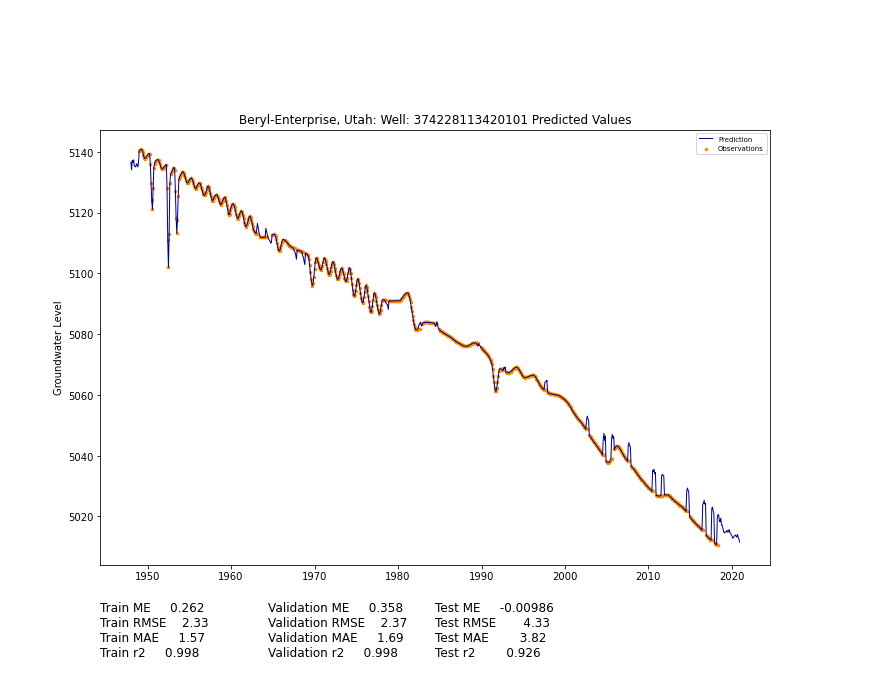 Beryl-Enterprise, Utah: Well: 374228113420101 Predicted Values
Prediction
Observations
Groundwater Level
5140
5120
5100
5080
5060
5040
5020
1950 1960 1970 1980 1990 2000 2010 2020
Train ME 0.262 Validation ME 0.358 Test ME -0.00986
Train RMSE 2.33 Validation RMSE 2.37 Test RMSE 4.33
Train MAE 1.57 Validation MAE 1.69 Test MAE 3.82
Train r2 0.998 Validation r2 0.998 Test r2 0.926